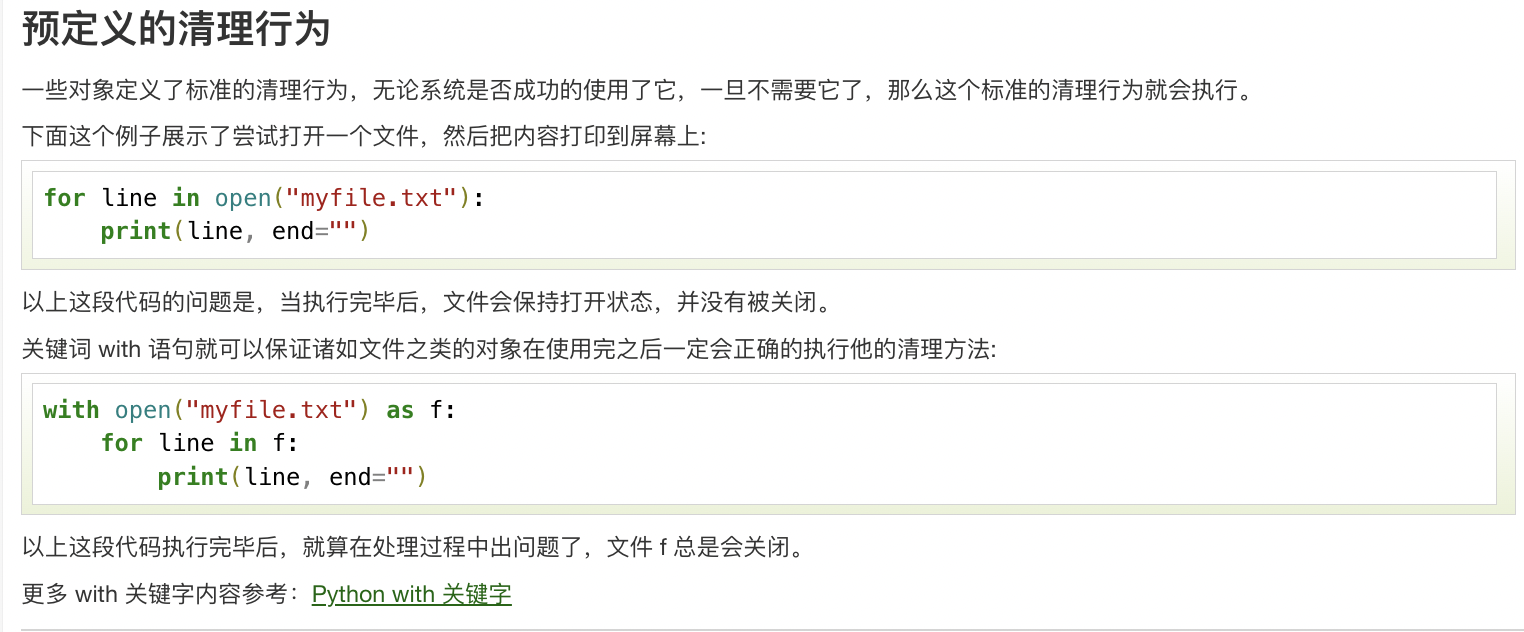 预定义的清理行为
一些对象定义了标准的清理行为，无论系统是否成功的使用了它，一旦不需要它了，那么这个标准的清理行为就会执行。
下面这个例子展示了尝试打开一个文件，然后把内容打印到屏幕上:
for line in open("myfile.txt"):
    print(line, end="")
以上这段代码的问题是，当执行完毕后，文件会保持打开状态，并没有被关闭。
关键词 with 语句就可以保证诸如文件之类的对象在使用完之后一定会正确的执行他的清理方法:
with open("myfile.txt") as f:
    for line in f:
        print(line, end="")
以上这段代码执行完毕后，就算在处理过程中出问题了，文件 f 总是会关闭。
更多 with 关键字内容参考：Python with 关键字